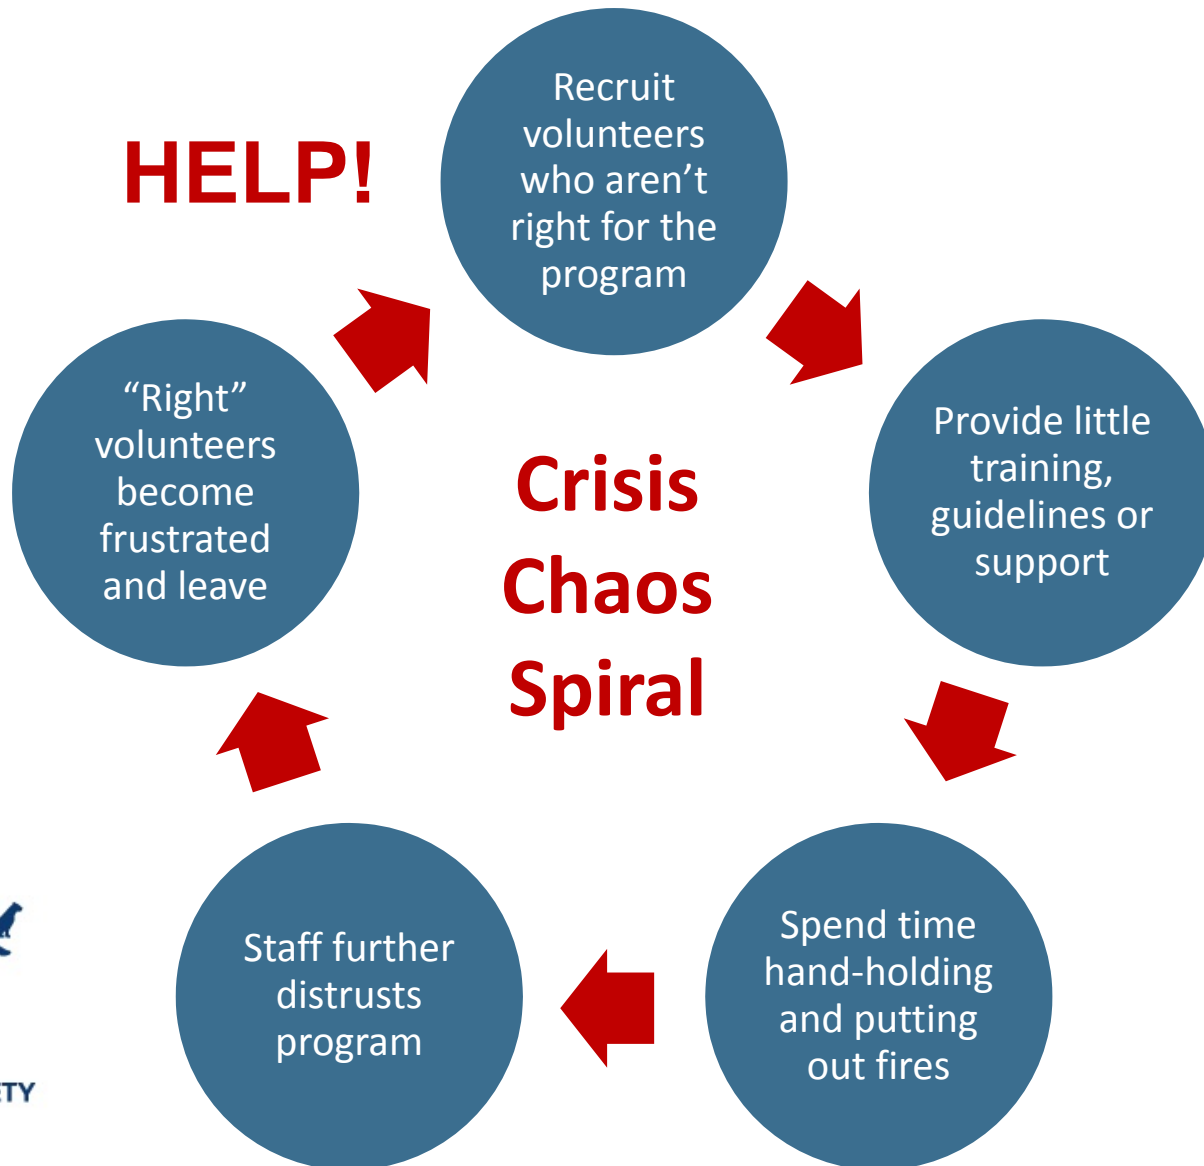 HELP!
Recruit
volunteers
who aren’t
right for the
program
Provide little
training,
guidelines or
support
Spend time
hand-holding
and putting
out fires
Staff further
distrusts
program
“Right”
volunteers
become
frustrated
and leave
Crisis
Chaos
Spiral